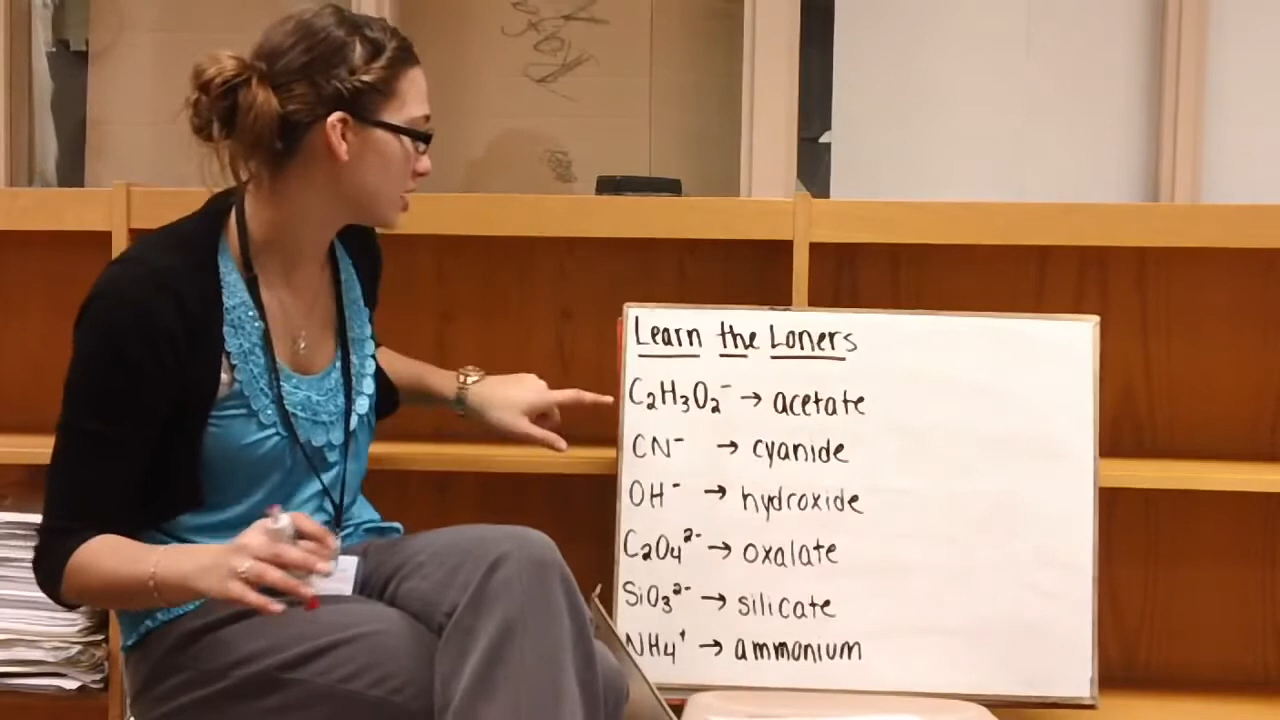 Learn the Loners
C₂H₃O₂⁻ → acetate
CN⁻ → cyanide
OH⁻ → hydroxide
C₂O₄²⁻ → oxalate
SiO₃²⁻ → silicate
NH₄⁺ → ammonium